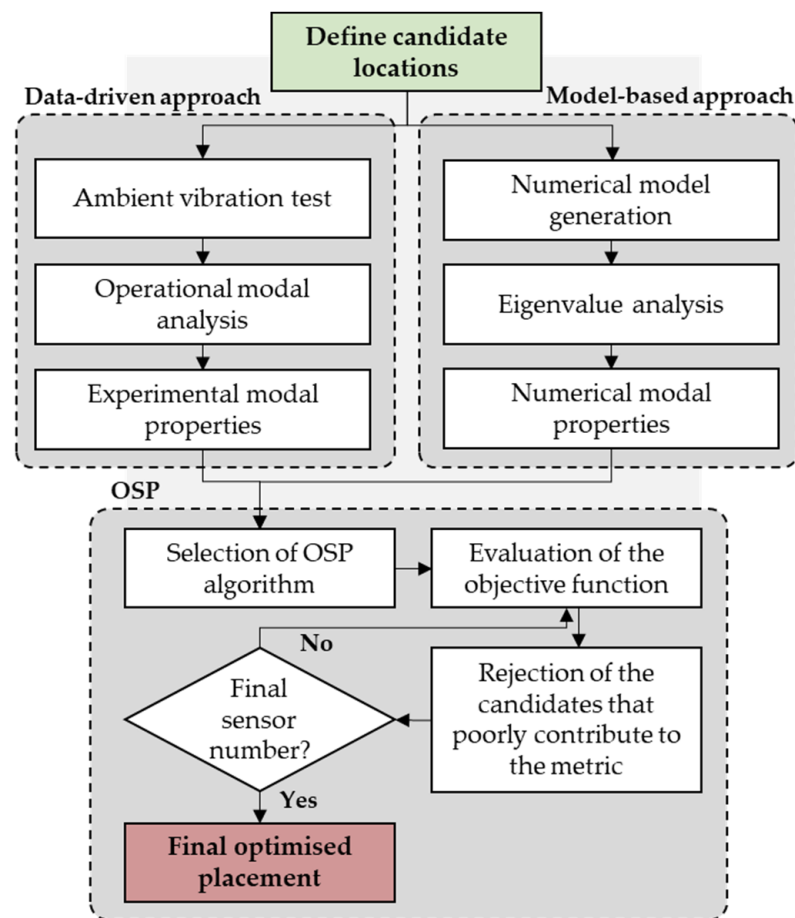 Define candidate
locations
Data-driven approach
Model-based approach
Ambient vibration test
Operational modal
analysis
Experimental modal
properties
Numerical model
generation
Eigenvalue analysis
Numerical modal
properties
OSP
Selection of OSP
algorithm
Evaluation of the
objective function
Rejection of the
candidates that
poorly contribute to
the metric
No
Final
sensor
number?
Yes
Final optimised
placement